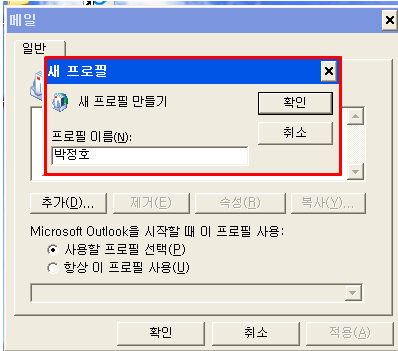 메일
일반
새 프로필
새 프로필 만들기
확인
취소
프로필 이름(N):
박정호
추가(D)...
제거(E)
속성(R)
복사(Y)...
Microsoft Outlook을 시작할 때 이 프로필 사용:
사용할 프로필 선택(P)
항상 이 프로필 사용(U)
확인
취소
적용(A)